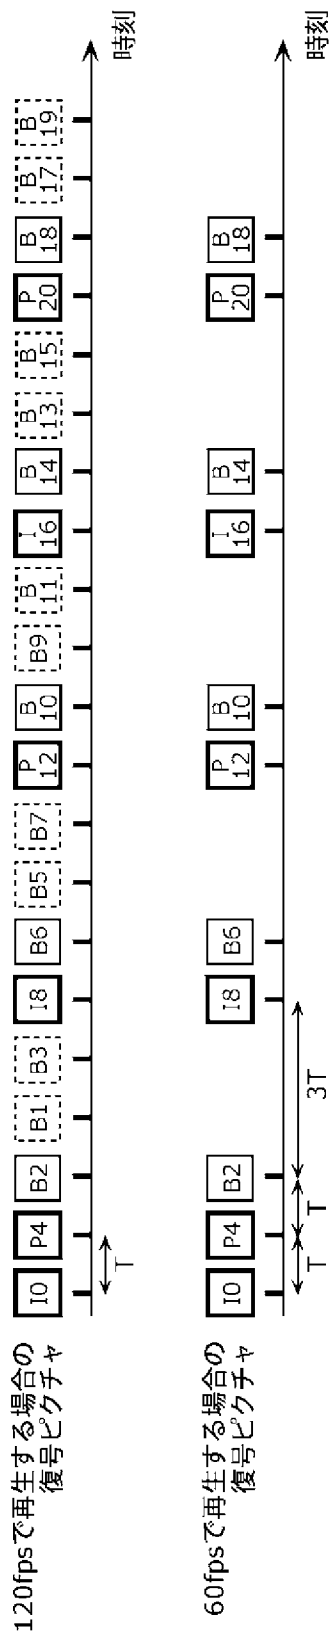 120fpsで再生する場合の
復号ピクチャ
I0 P4 B2 B1 B3 I8 B6 B5 B7 P12 B10 B9 B11 I16 B14 B13 B15 P20 B18 B17 B19
T
時刻
60fpsで再生する場合の
復号ピクチャ
I0 P4 B2 I8 B6 P12 B10 I16 B14 P20 B18
T T 3T
時刻